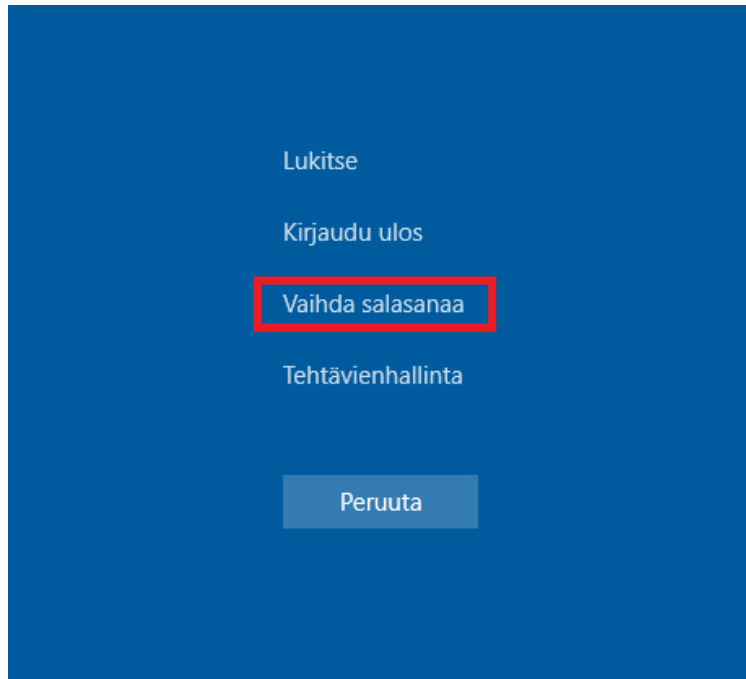 Lukitse
Kirjaudu ulos
Vaihda salasanaa
Tehtävienhallinta
Peruuta